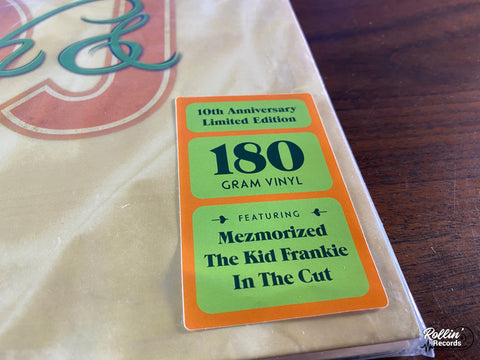 10th Anniversary
Limited Edition
180
GRAM VINYL
FEATURING
Mezmorized
The Kid Frankie
In The Cut
Rollin'
Records